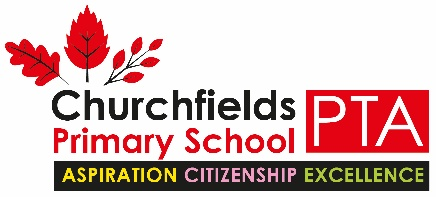 Churchfields
Primary School PTA
ASPIRATION CITIZENSHIP EXCELLENCE